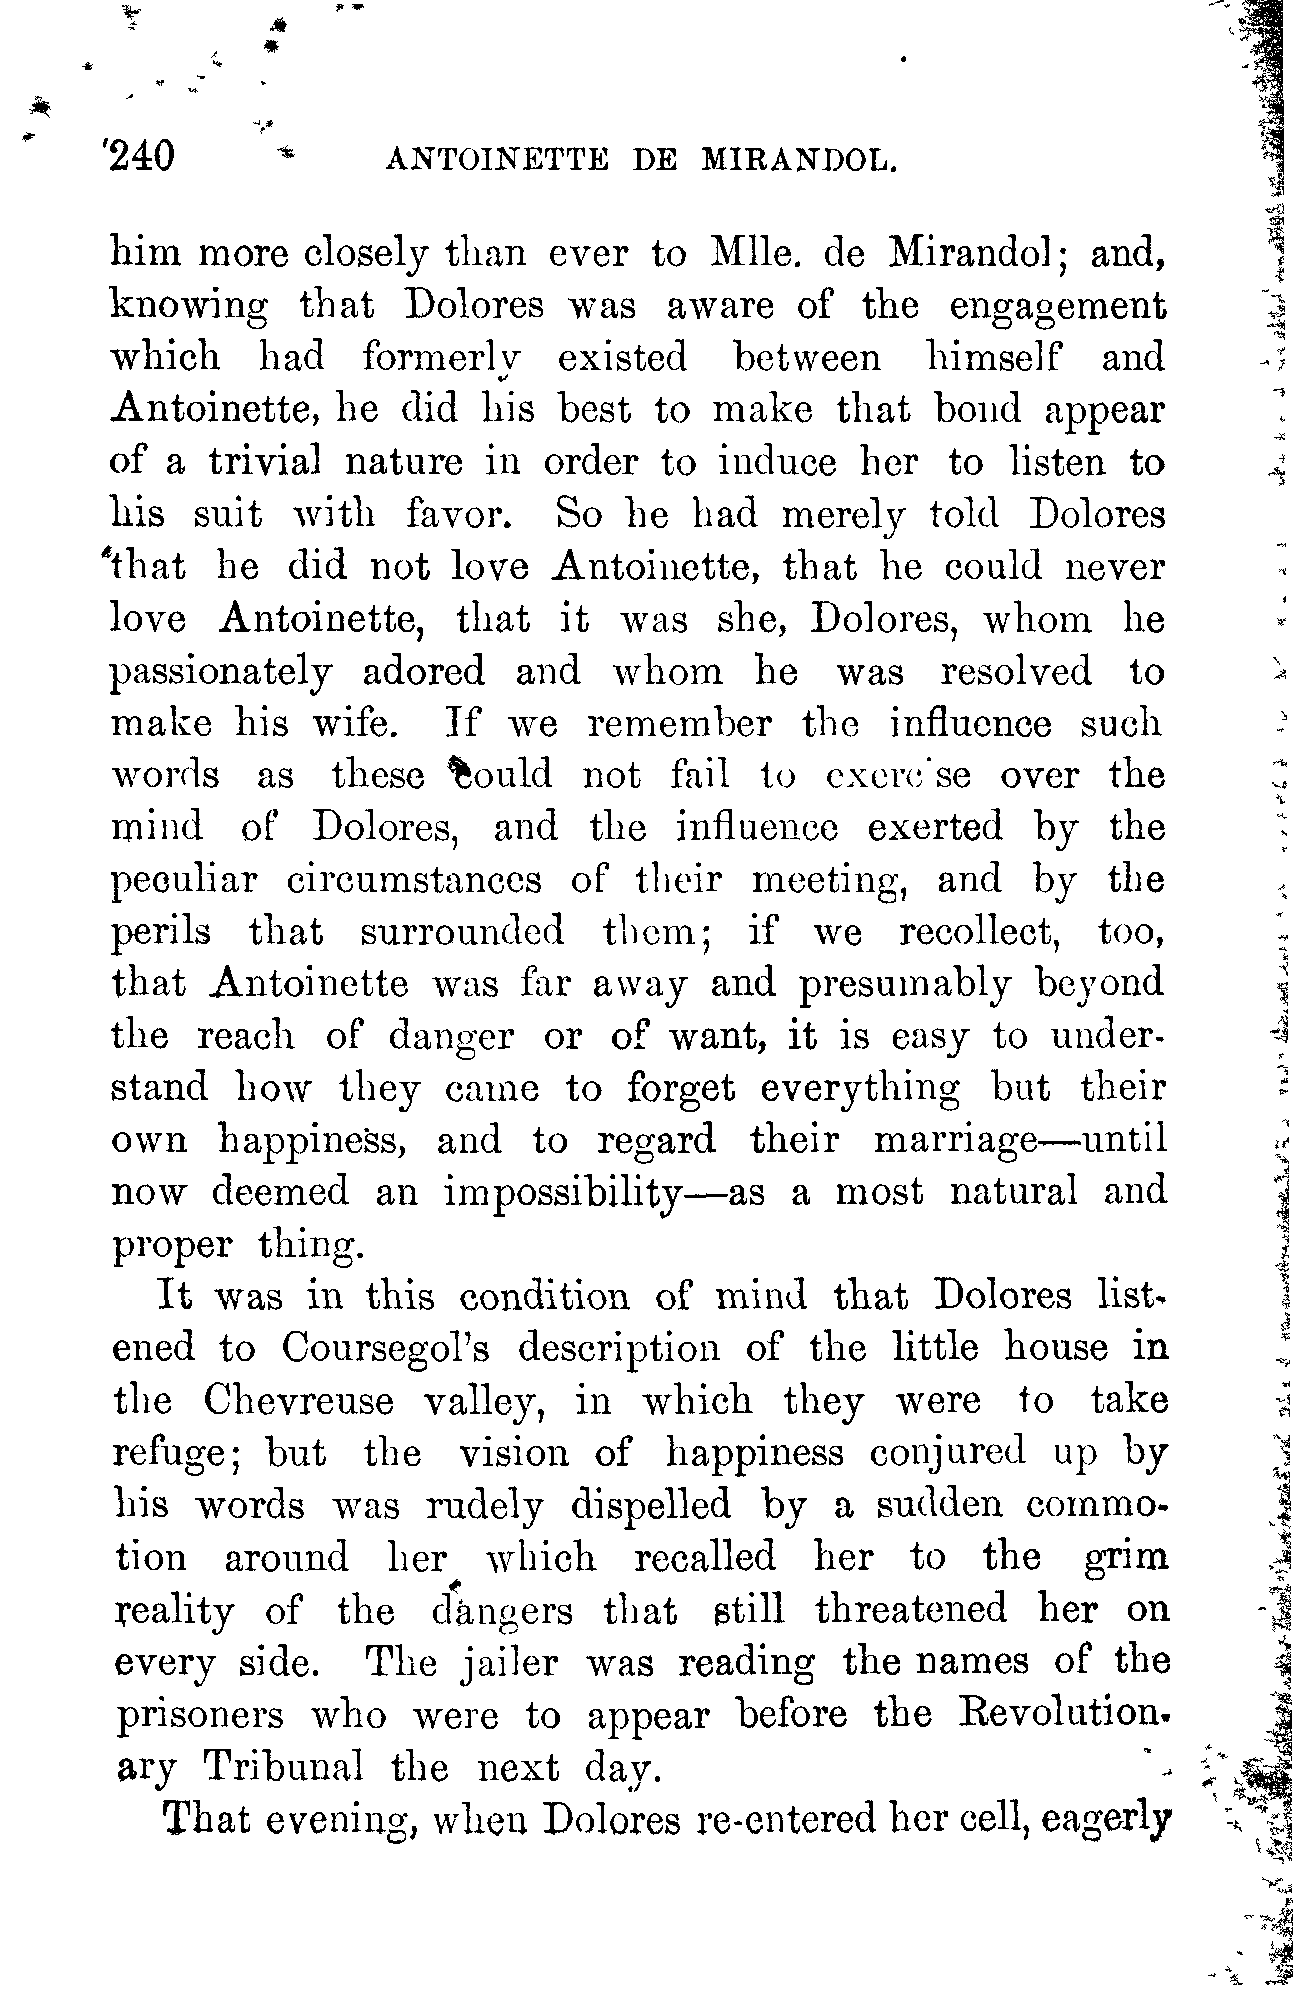 240 ANTOINETTE DE MIRANDOL.
him more closely than ever to Mlle. de Mirandol; and,
knowing that Dolores was aware of the engagement
which had formerly existed between himself and
Antoinette, he did his best to make that bond appear
of a trivial nature in order to induce her to listen to
his suit with favor. So he had merely told Dolores
that he did not love Antoinette, that he could never
love Antoinette, that it was she, Dolores, whom he
passionately adored and whom he was resolved to
make his wife. If we remember the influence such
words as these could not fail to exercise over the
mind of Dolores, and the influence exerted by the
peculiar circumstances of their meeting, and by the
perils that surrounded them; if we recollect, too,
that Antoinette was far away and presumably beyond
the reach of danger or of want, it is easy to under-
stand how they came to forget everything but their
own happiness, and to regard their marriage—until
now deemed an impossibility—as a most natural and
proper thing.
It was in this condition of mind that Dolores list-
ened to Coursegol's description of the little house in
the Chevreuse valley, in which they were to take
refuge; but the vision of happiness conjured up by
his words was rudely dispelled by a sudden commo-
tion around her which recalled her to the grim
reality of the dangers that still threatened her on
every side. The jailer was reading the names of the
prisoners who were to appear before the Revolution-
ary Tribunal the next day.
That evening, when Dolores re-entered her cell, eagerly